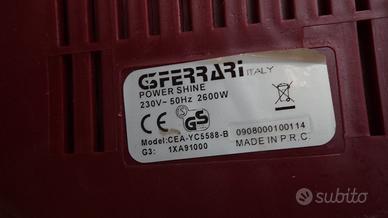 G3FERRARI ITALY
POWER SHINE
230V~ 50Hz 2600W
CE GS
Model:CEA-YC5588-B
G3: 1XA91000
0908000100114
MADE IN P.R.C.
subito